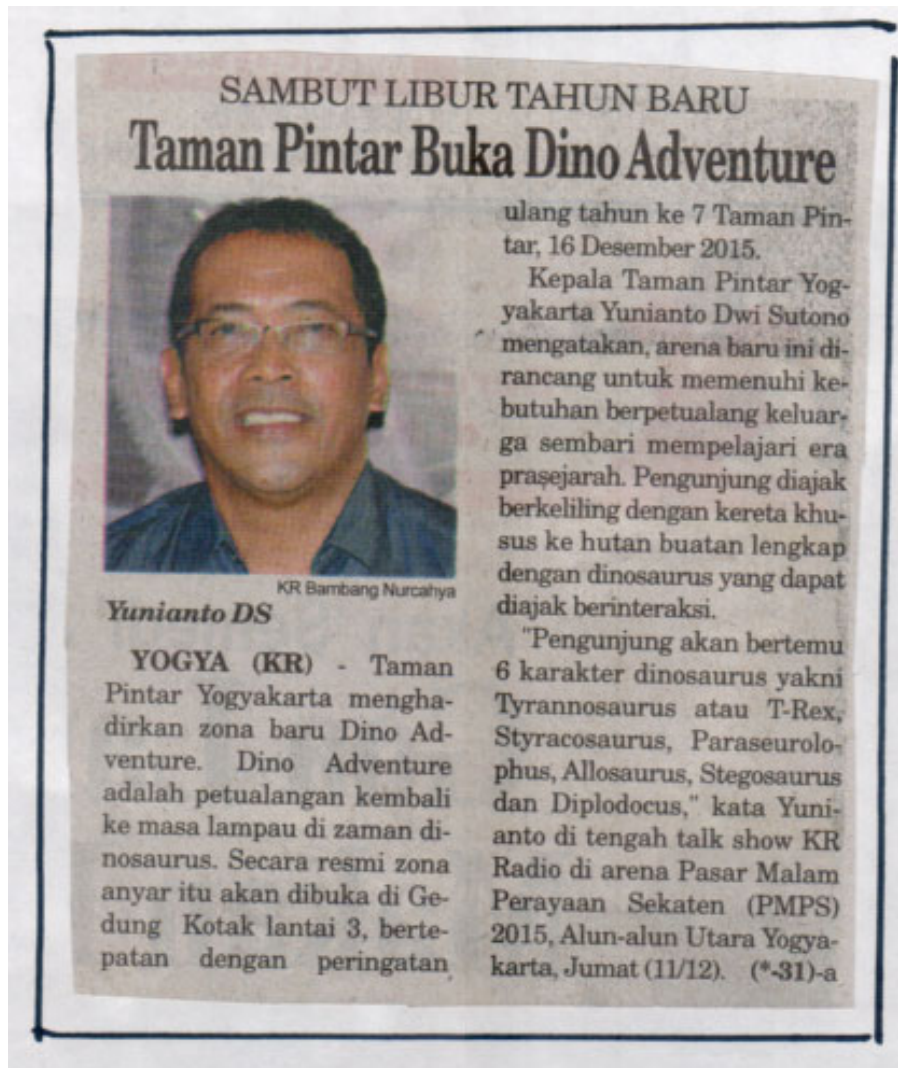 SAMBUT LIBUR TAHUN BARU
Taman Pintar Buka Dino Adventure
KR Bambang Nurcahya
Yunianto DS
YOGYA (KR) - Taman
Pintar Yogyakarta mengha-
dirkan zona baru Dino Ad-
venture. Dino Adventure
adalah petualangan kembali
ke masa lampau di zaman di-
nosaurus. Secara resmi zona
anyar itu akan dibuka di Ge-
dung Kotak lantai 3, berte-
patan dengan peringatan
ulang tahun ke 7 Taman Pin-
tar, 16 Desember 2015.
Kepala Taman Pintar Yog-
yakarta Yunianto Dwi Sutono
mengatakan, arena baru ini di-
rancang untuk memenuhi ke-
butuhan berpetualang keluar-
ga sembari mempelajari era
prasejarah. Pengunjung diajak
berkeliling dengan kereta khu-
sus ke hutan buatan lengkap
dengan dinosaurus yang dapat
diajak berinteraksi.
"Pengunjung akan bertemu
6 karakter dinosaurus yakni
Tyrannosaurus atau T-Rex,
Styracosaurus, Paraseurolo-
phus, Allosaurus, Stegosaurus
dan Diplodocus," kata Yuni-
anto di tengah talk show KR
Radio di arena Pasar Malam
Perayaan Sekaten (PMPS)
2015, Alun-alun Utara Yogya-
karta, Jumat (11/12). (*-31)-a